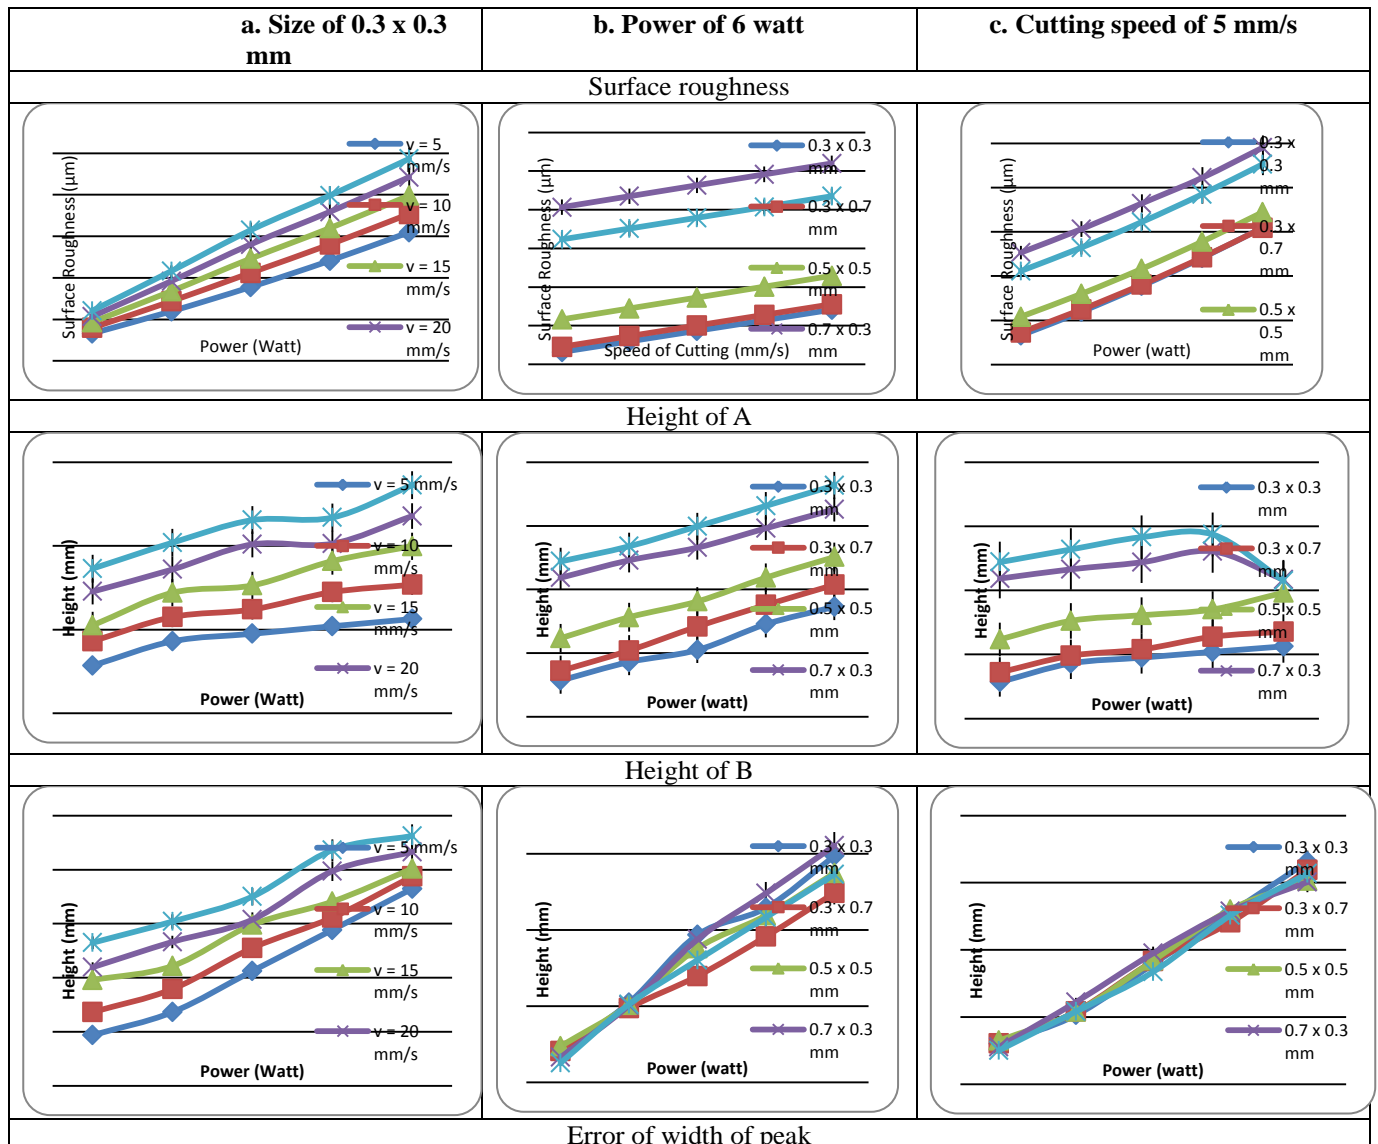 a. Size of 0.3 x 0.3
mm
b. Power of 6 watt
c. Cutting speed of 5 mm/s
Surface roughness
Surface Roughness (µm)
Power (Watt)
v = 5
mm/s
v = 10
mm/s
v = 15
mm/s
v = 20
mm/s
Surface Roughness (µm)
Speed of Cutting (mm/s)
0.3 x 0.3
mm
0.3 x 0.7
mm
0.5 x 0.5
mm
0.7 x 0.3
mm
Surface Roughness (µm)
Power (watt)
0.3 x
0.3
mm
0.3 x
0.7
mm
0.5 x
0.5
mm
Height of A
Height (mm)
Power (Watt)
v = 5 mm/s
v = 10
mm/s
v = 15
mm/s
v = 20
mm/s
Height (mm)
Power (watt)
0.3 x 0.3
mm
0.3 x 0.7
mm
0.5 x 0.5
mm
0.7 x 0.3
mm
Height (mm)
Power (watt)
0.3 x 0.3
mm
0.3 x 0.7
mm
0.5 x 0.5
mm
0.7 x 0.3
mm
Height of B
Height (mm)
Power (Watt)
v = 5 mm/s
v = 10
mm/s
v = 15
mm/s
v = 20
mm/s
Height (mm)
Power (watt)
0.3 x 0.3
mm
0.3 x 0.7
mm
0.5 x 0.5
mm
0.7 x 0.3
mm
Height (mm)
Power (watt)
0.3 x 0.3
mm
0.3 x 0.7
mm
0.5 x 0.5
mm
0.7 x 0.3
mm
Error of width of peak